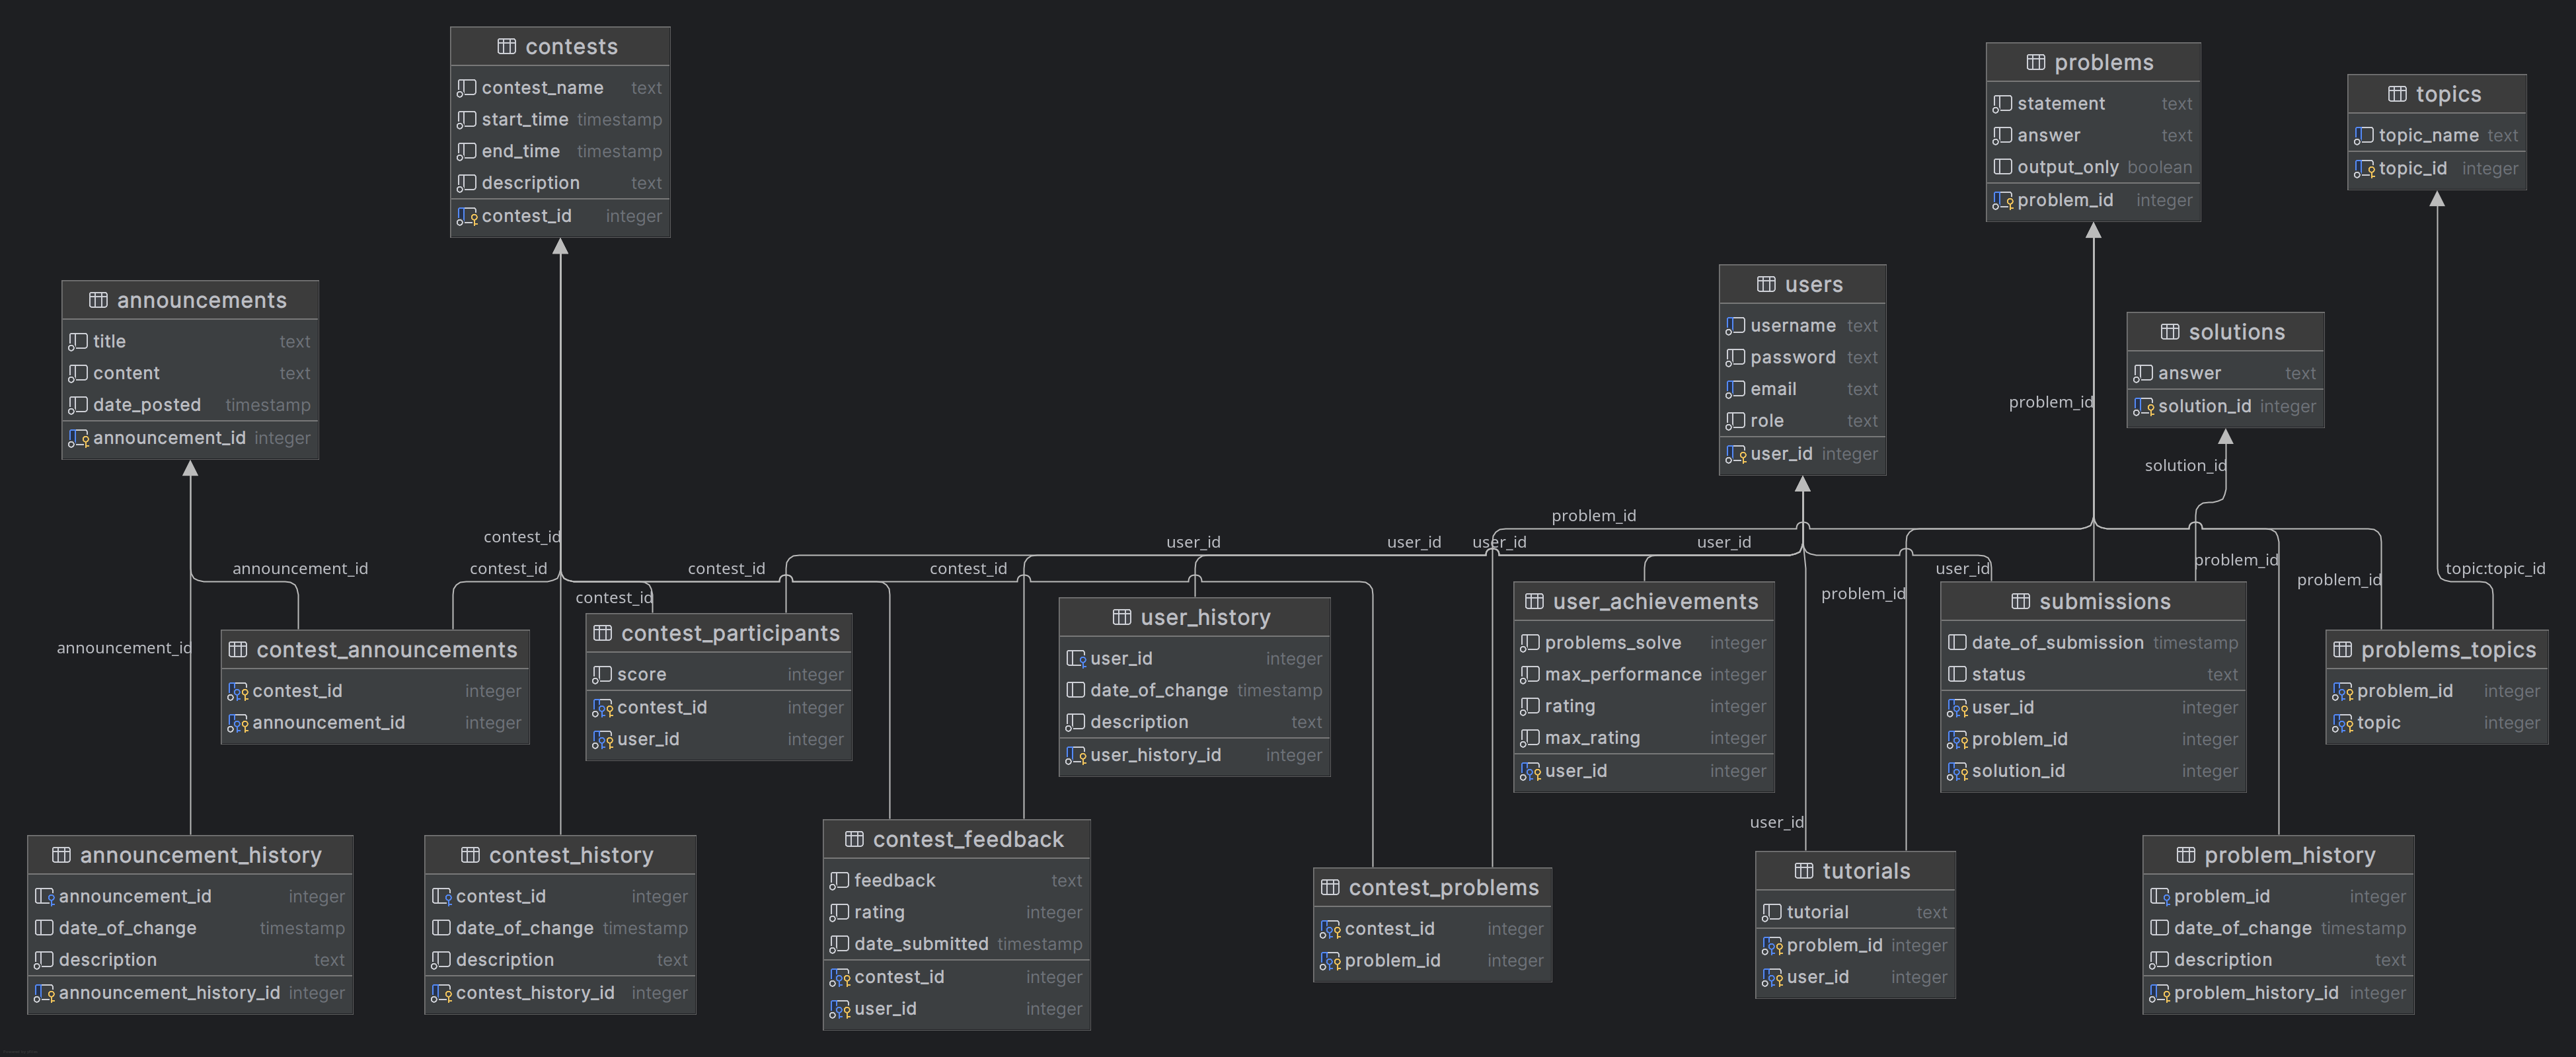 contests
contest_name text
start_time timestamp
end_time timestamp
description text
contest_id integer
problems
statement text
answer text
output_only boolean
problem_id integer
topics
topic_name text
topic_id integer
announcements
title text
content text
date_posted timestamp
announcement_id integer
users
username text
password text
email text
role text
user_id integer
solutions
answer text
solution_id integer
problem_id
solution_id
problem_id
contest_id
user_id
user_id
user_id
user_id
announcement_id
contest_id
contest_id
contest_id
user_id
problem_id
topic:topic_id
contest_id
problem_id
problem_id
announcement_id
contest_announcements
contest_id integer
announcement_id integer
contest_participants
score integer
contest_id integer
user_id integer
user_history
user_id integer
date_of_change timestamp
description text
user_history_id integer
user_achievements
problems_solve integer
max_performance integer
rating integer
max_rating integer
user_id integer
submissions
date_of_submission timestamp
status text
user_id integer
problem_id integer
solution_id integer
problems_topics
problem_id integer
topic integer
user_id
announcement_history
announcement_id integer
date_of_change timestamp
description text
announcement_history_id integer
contest_history
contest_id integer
date_of_change timestamp
description text
contest_history_id integer
contest_feedback
feedback text
rating integer
date_submitted timestamp
contest_id integer
user_id integer
contest_problems
contest_id integer
problem_id integer
tutorials
tutorial text
problem_id integer
user_id integer
problem_history
problem_id integer
date_of_change timestamp
description text
problem_history_id integer